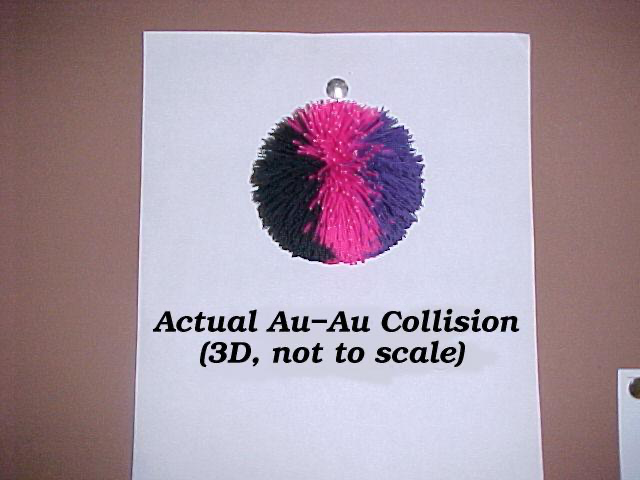 Actual Au–Au Collision
(3D, not to scale)